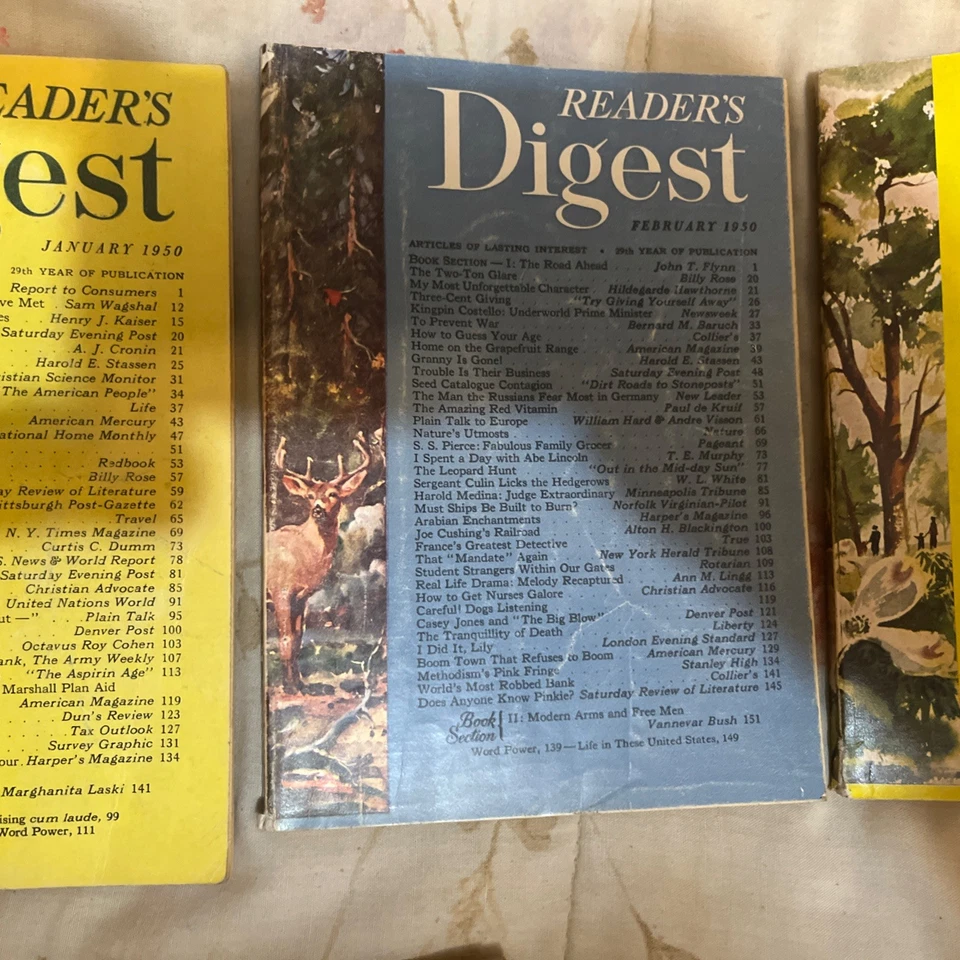 EADER'S
est
JANUARY 1950
29th YEAR OF PUBLICATION
Report to Consumers 1
ve Met . Sam Wagshal 12
es . . Henry J. Kaiser 15
Saturday Evening Post 20
A. J. Cronin 21
Harold E. Stassen 25
istian Science Monitor 31
The American People" 34
Life 37
American Mercury 43
ational Home Monthly 47
51
Redbook 53
Billy Rose 57
ay Review of Literature 59
ittsburgh Post-Gazette 62
Travel 65
N. Y. Times Magazine 69
Curtis C. Dumm 73
S. News & World Report 78
Saturday Evening Post 81
Christian Advocate 85
United Nations World 91
ut —" . . . Plain Talk 95
Denver Post 100
Octavus Roy Cohen 103
ank, The Army Weekly 107
"The Aspirin Age" 113
Marshall Plan Aid
American Magazine 119
Dun's Review 123
Tax Outlook 127
Survey Graphic 131
our. Harper's Magazine 134
Marghanita Laski 141
ising cum laude, 99
Word Power, 111
READER'S
Digest
FEBRUARY 1950
ARTICLES OF LASTING INTEREST • 29th YEAR OF PUBLICATION
BOOK SECTION — I: The Road Ahead . . John T. Flynn 1
The Two-Ton Glare . . Billy Rose 20
My Most Unforgettable Character . Hildegarde Hawthorne 21
Three-Cent Giving . . "Try Giving Yourself Away" 26
Kingpin Costello: Underworld Prime Minister . Newsweek 27
To Prevent War . . Bernard M. Baruch 33
How to Guess Your Age . . Collier's 37
Home on the Grapefruit Range . . American Magazine 39
Granny Is Gone! . . Harold E. Stassen 43
Trouble Is Their Business . . Saturday Evening Post 48
Seed Catalogue Contagion . . "Dirt Roads to Stoneposts" 51
The Man the Russians Fear Most in Germany . New Leader 53
The Amazing Red Vitamin . . Paul de Kruif 57
Plain Talk to Europe . . William Hard & Andre Visson 61
Nature's Utmosts . . Nature 66
S. S. Pierce: Fabulous Family Grocer . . Pageant 69
I Spent a Day with Abe Lincoln . . T. E. Murphy 73
The Leopard Hunt . . "Out in the Mid-day Sun" 77
Sergeant Culin Licks the Hedgerows . . W. L. White 81
Harold Medina: Judge Extraordinary . Minneapolis Tribune 85
Must Ships Be Built to Burn? . Norfolk Virginian-Pilot 91
Arabian Enchantments . . Harper's Magazine 96
Joe Cushing's Railroad . . Alton H. Blackington 100
France's Greatest Detective . . True 103
That "Mandate" Again . . New York Herald Tribune 108
Student Strangers Within Our Gates . . Rotarian 109
Real Life Drama: Melody Recaptured . . Ann M. Lingg 113
How to Get Nurses Galore . . Christian Advocate 116
Careful! Dogs Listening . . 119
Casey Jones and "The Big Blow" . . Denver Post 121
The Tranquillity of Death . . Liberty 124
I Did It, Lily . . London Evening Standard 127
Boom Town That Refuses to Boom . American Mercury 129
Methodism's Pink Fringe . . Stanley High 134
World's Most Robbed Bank . . Collier's 141
Does Anyone Know Pinkie? Saturday Review of Literature 145
Book Section { II: Modern Arms and Free Men
Vannevar Bush 151
Word Power, 139 — Life in These United States, 149